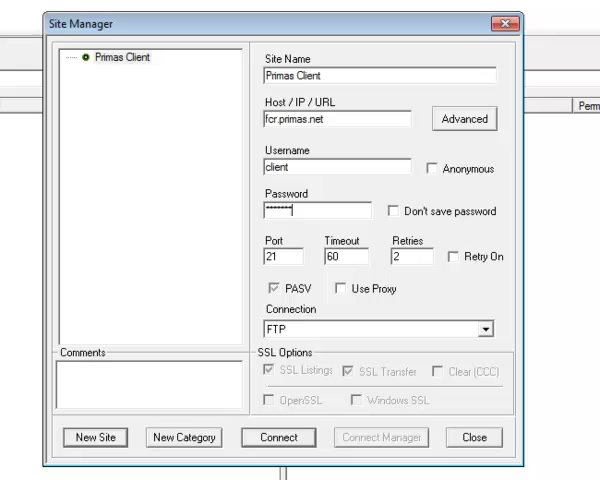 Site Manager
Primas Client
Site Name
Primas Client
Host / IP / URL
fcr.primas.net
Advanced
Perm
Username
client
Anonymous
Password
*******
Don't save password
Port Timeout Retries
21 60 2
Retry On
PASV Use Proxy
Connection
FTP
Comments
SSL Options
SSL Listings SSL Transfer Clear (CCC)
OpenSSL Windows SSL
New Site New Category Connect Connect Manager Close